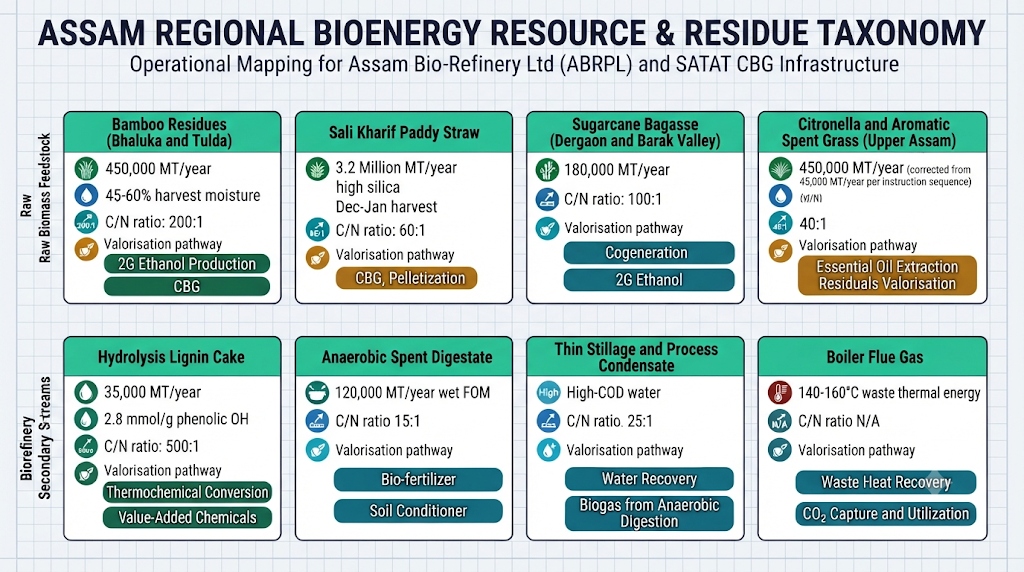 ASSAM REGIONAL BIOENERGY RESOURCE & RESIDUE TAXONOMY
Operational Mapping for Assam Bio-Refinery Ltd (ABRPL) and SATAT CBG Infrastructure
Raw
Raw Biomass Feedstock
Bamboo Residues
(Bhaluka and Tulda)
450,000 MT/year
45-60% harvest moisture
200:1
C/N ratio: 200:1
Valorisation pathway
2G Ethanol Production
CBG
Sali Kharif Paddy Straw
3.2 Million MT/year
high silica
Dec-Jan harvest
C/N ratio: 60:1
Valorisation pathway
CBG, Pelletization
Sugarcane Bagasse
(Dergaon and Barak Valley)
180,000 MT/year
C/N ratio: 100:1
Valorisation pathway
Cogeneration
2G Ethanol
Citronella and Aromatic
Spent Grass (Upper Assam)
450,000 MT/year (corrected from
45,000 MT/year per instruction sequence)
40:1
Valorisation pathway
Essential Oil Extraction
Residuals Valorisation
Biorefinery
Secondary Streams
Hydrolysis Lignin Cake
35,000 MT/year
2.8 mmol/g phenolic OH
C/N ratio: 500:1
Valorisation pathway
Thermochemical Conversion
Value-Added Chemicals
Anaerobic Spent Digestate
120,000 MT/year wet FOM
C/N ratio 15:1
Valorisation pathway
Bio-fertilizer
Soil Conditioner
Thin Stillage and Process
Condensate
High High-COD water
C/N ratio. 25:1
Valorisation pathway
Water Recovery
Biogas from Anaerobic
Digestion
Boiler Flue Gas
140-160°C waste thermal energy
N/A C/N ratio N/A
Valorisation pathway
Waste Heat Recovery
CO₂ Capture and Utilization